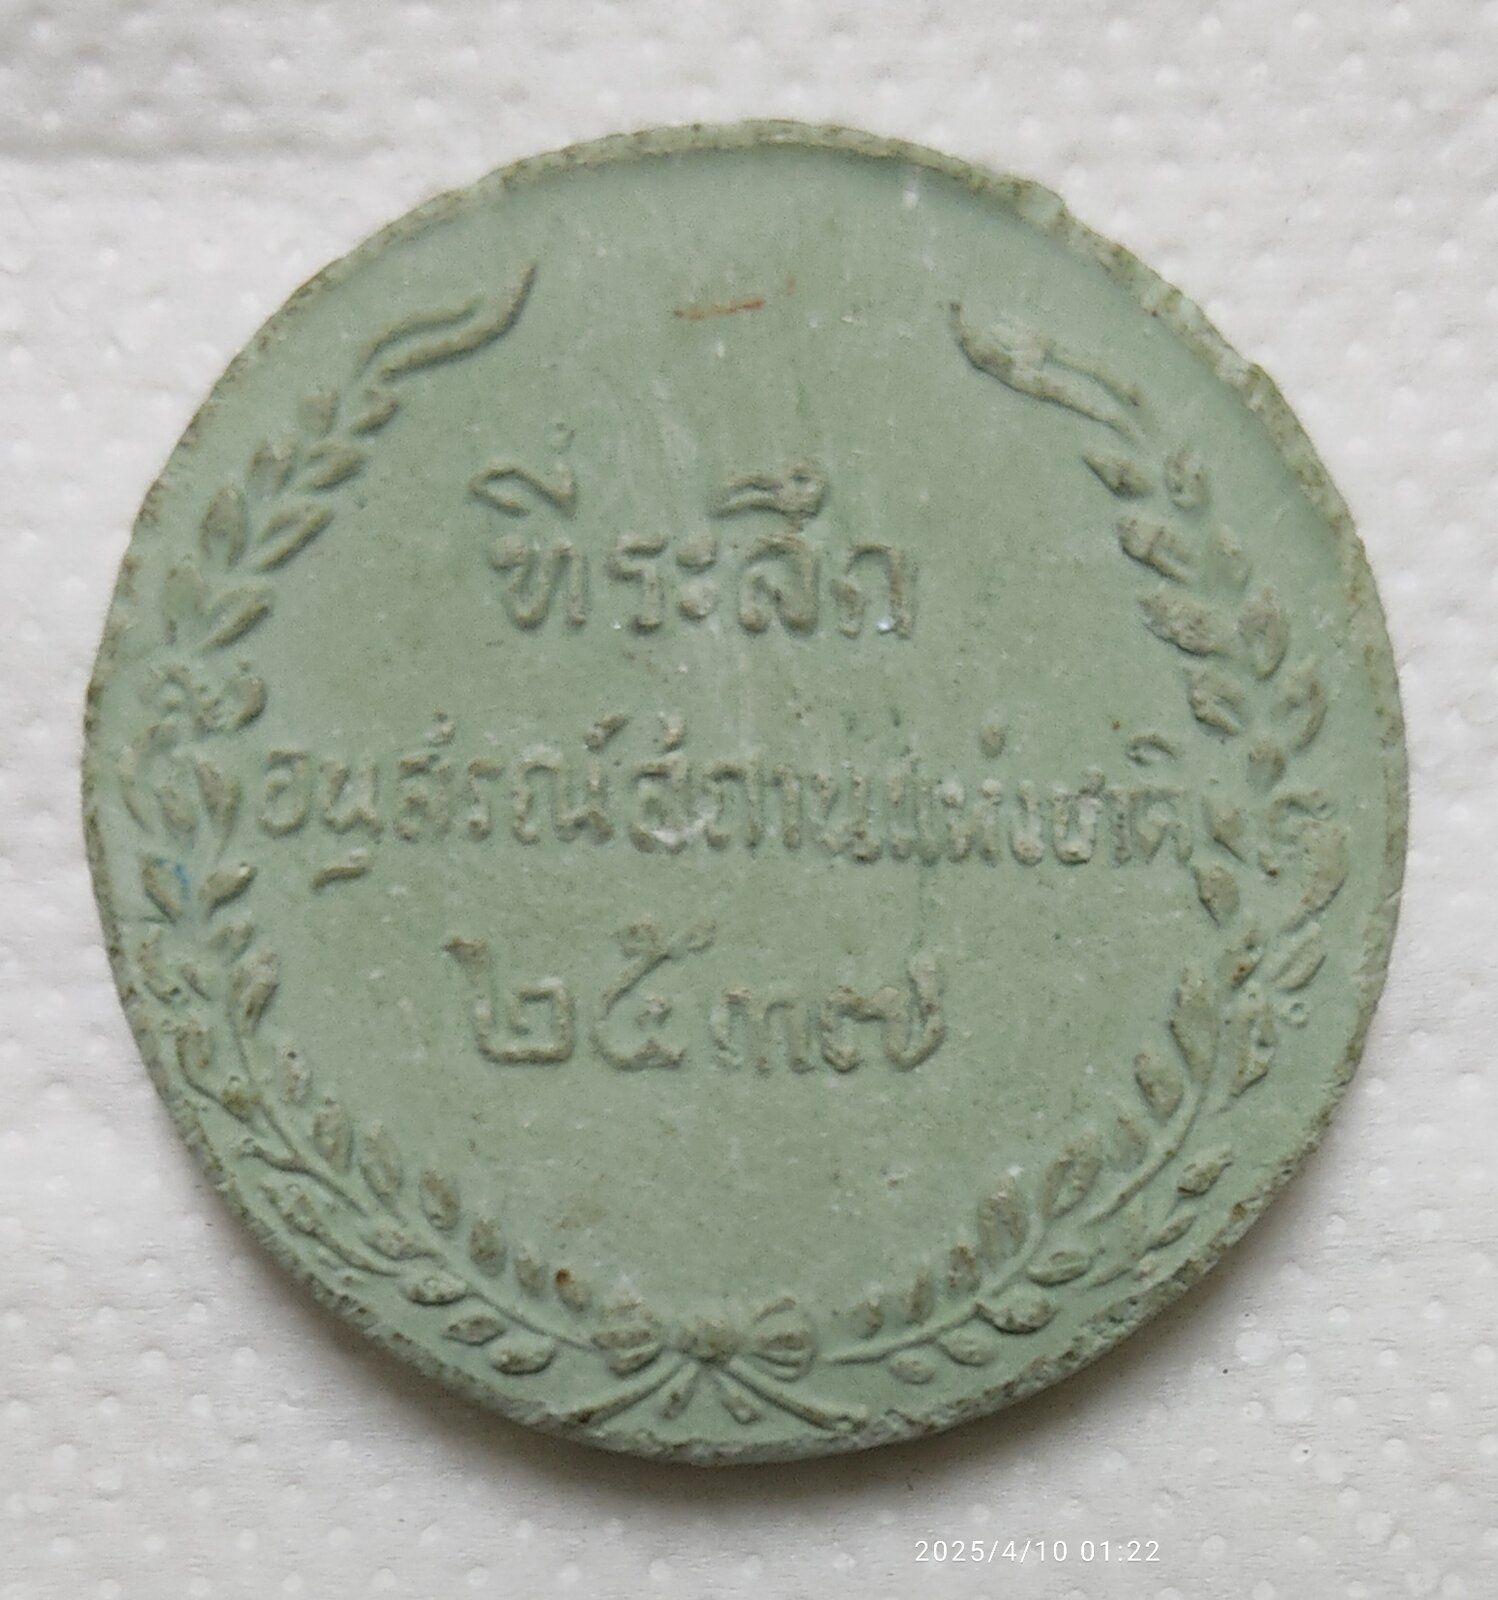 ที่ระลึก
อนุสรณ์สถานแห่งชาติ
๒๕๓๗
2025/4/10 01:22